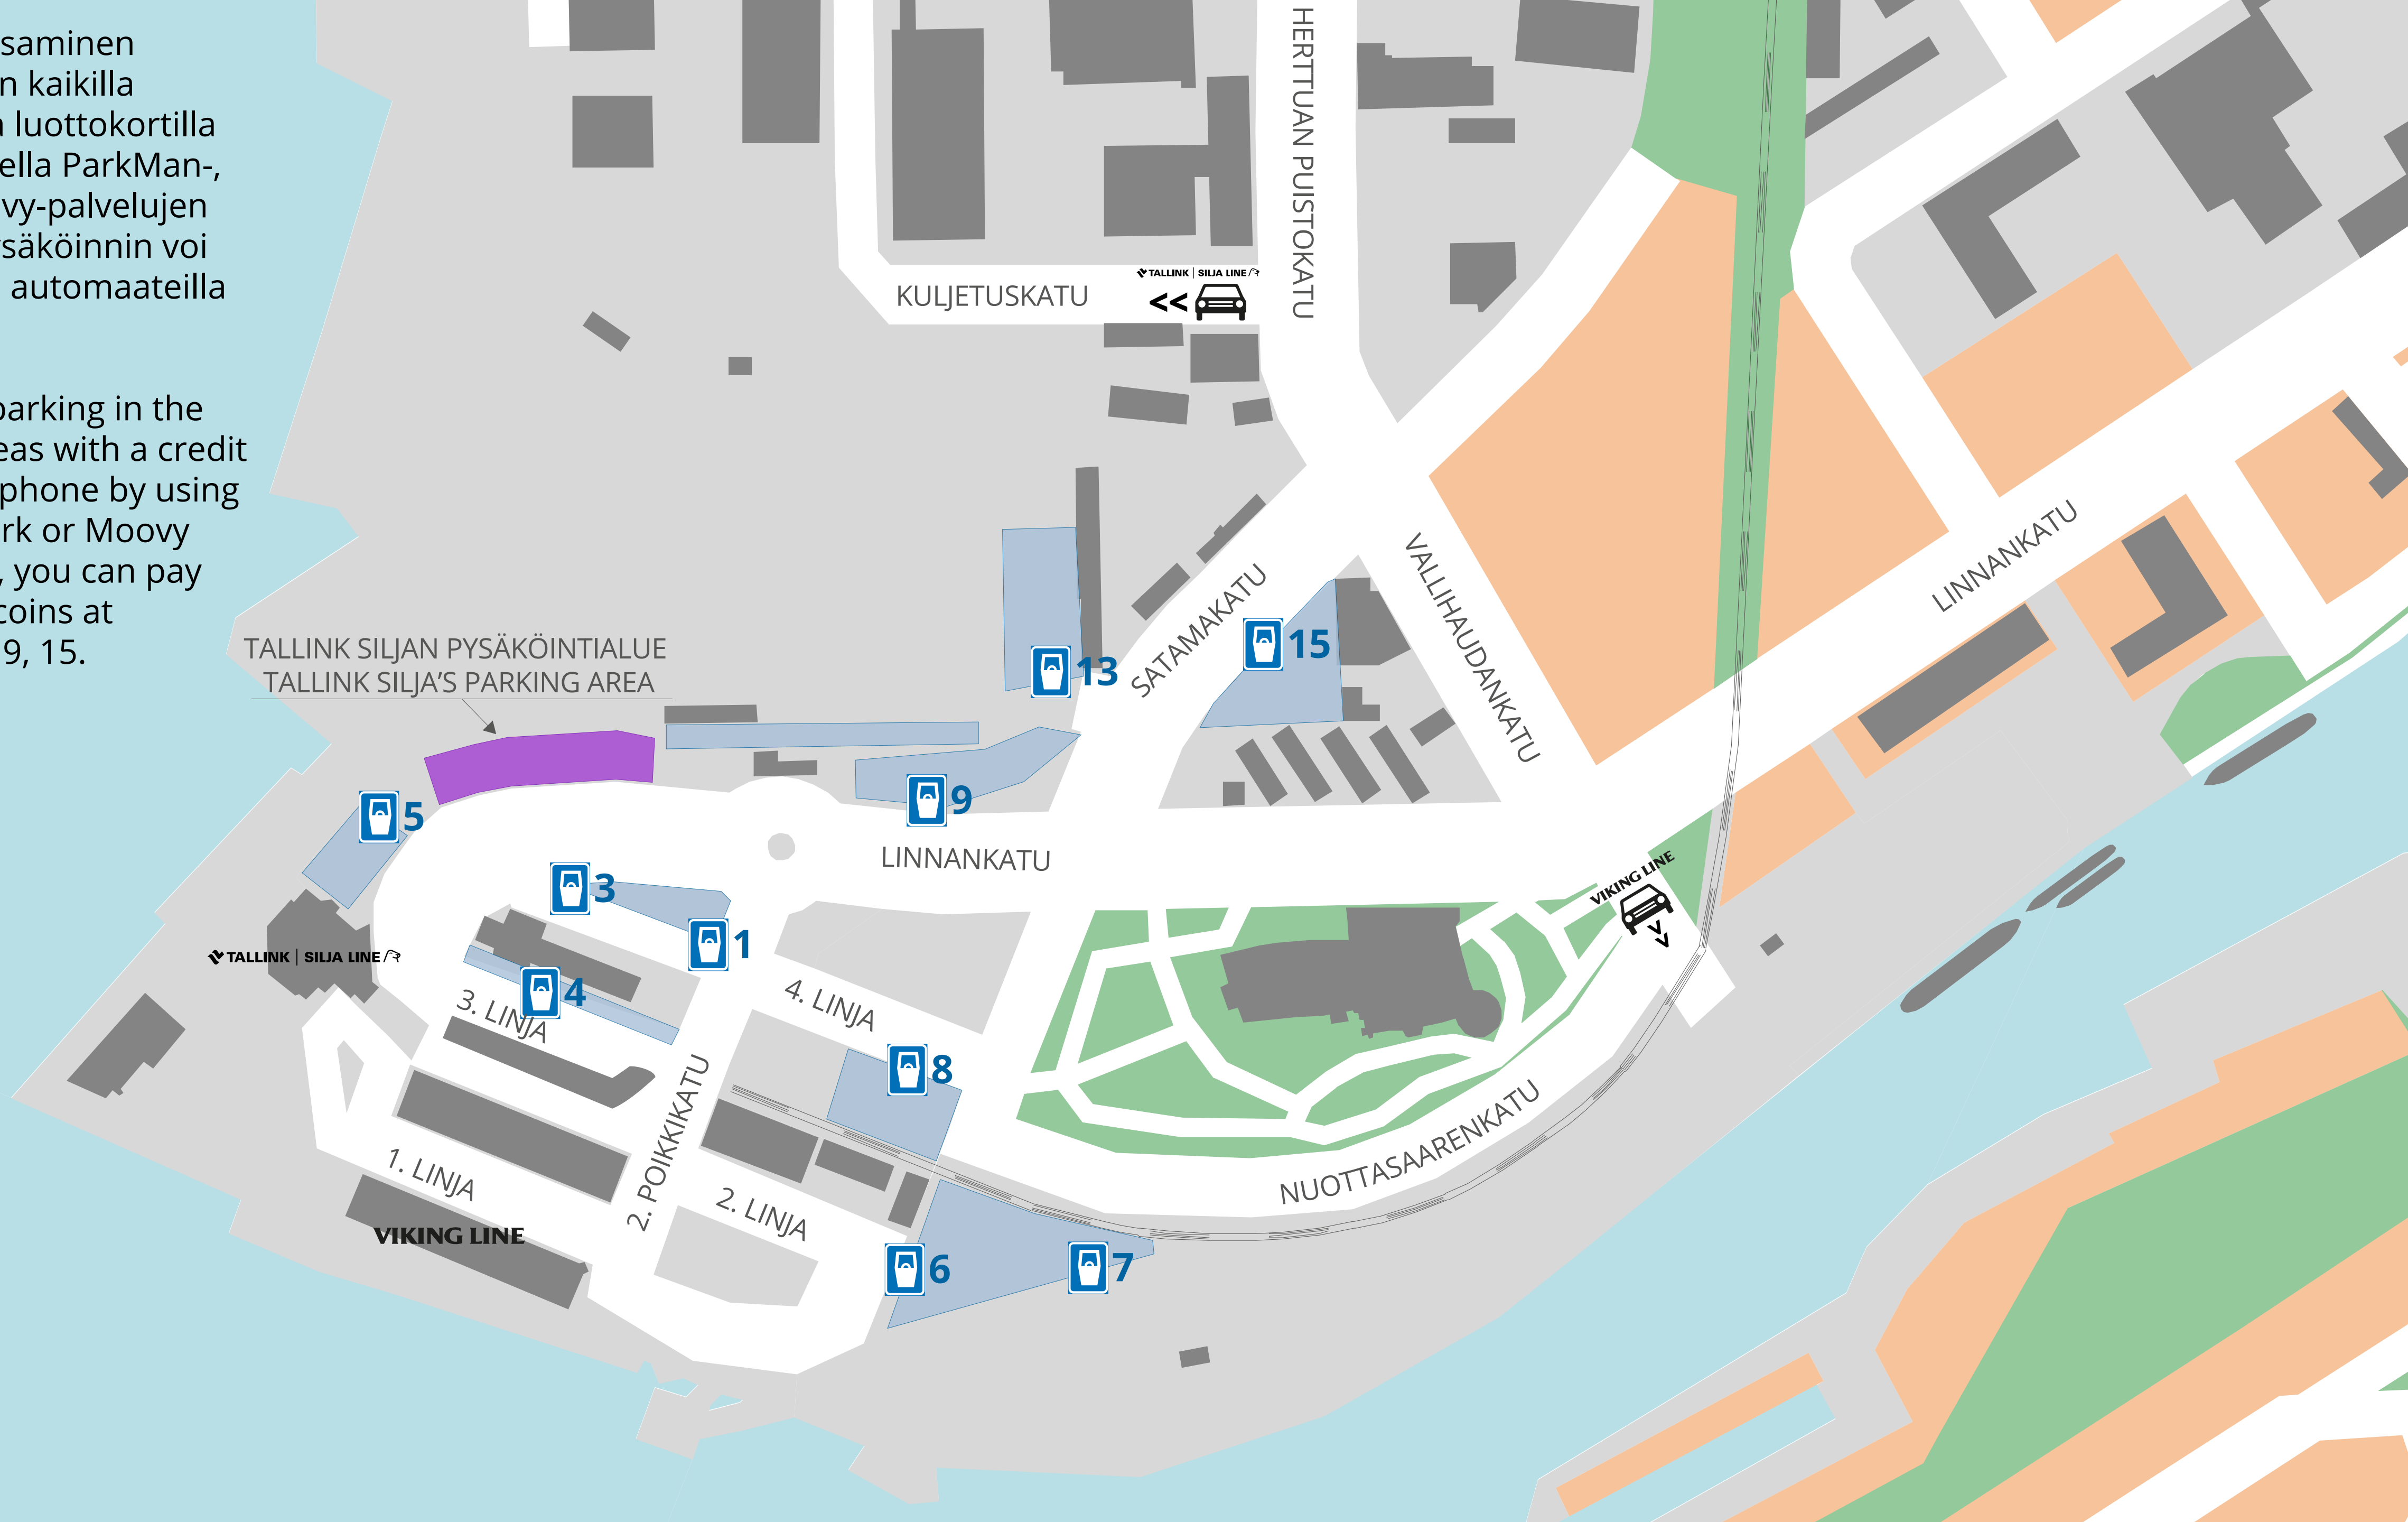 saminen
n kaikilla
luottokortilla
ella ParkMan-,
vy-palvelujen
säköinnin voi
automaateilla
parking in the
eas with a credit
phone by using
rk or Moovy
, you can pay
coins at
9, 15.
HERTTUAN PUISTOKATU
TALLINK | SILJA LINE
KULJETUSKATU <<
LINNANKATU
VALLIHAUDANKATU
SATAMAKATU
15
13
TALLINK SILJAN PYSÄKÖINTIALUE
TALLINK SILJA’S PARKING AREA
9
5
LINNANKATU
VIKING LINE
<<
3
1
TALLINK | SILJA LINE
4
3. LINJA
4. LINJA
8
2. POIKKIKATU
NUOTTASAARENKATU
1. LINJA
2. LINJA
VIKING LINE
6
7